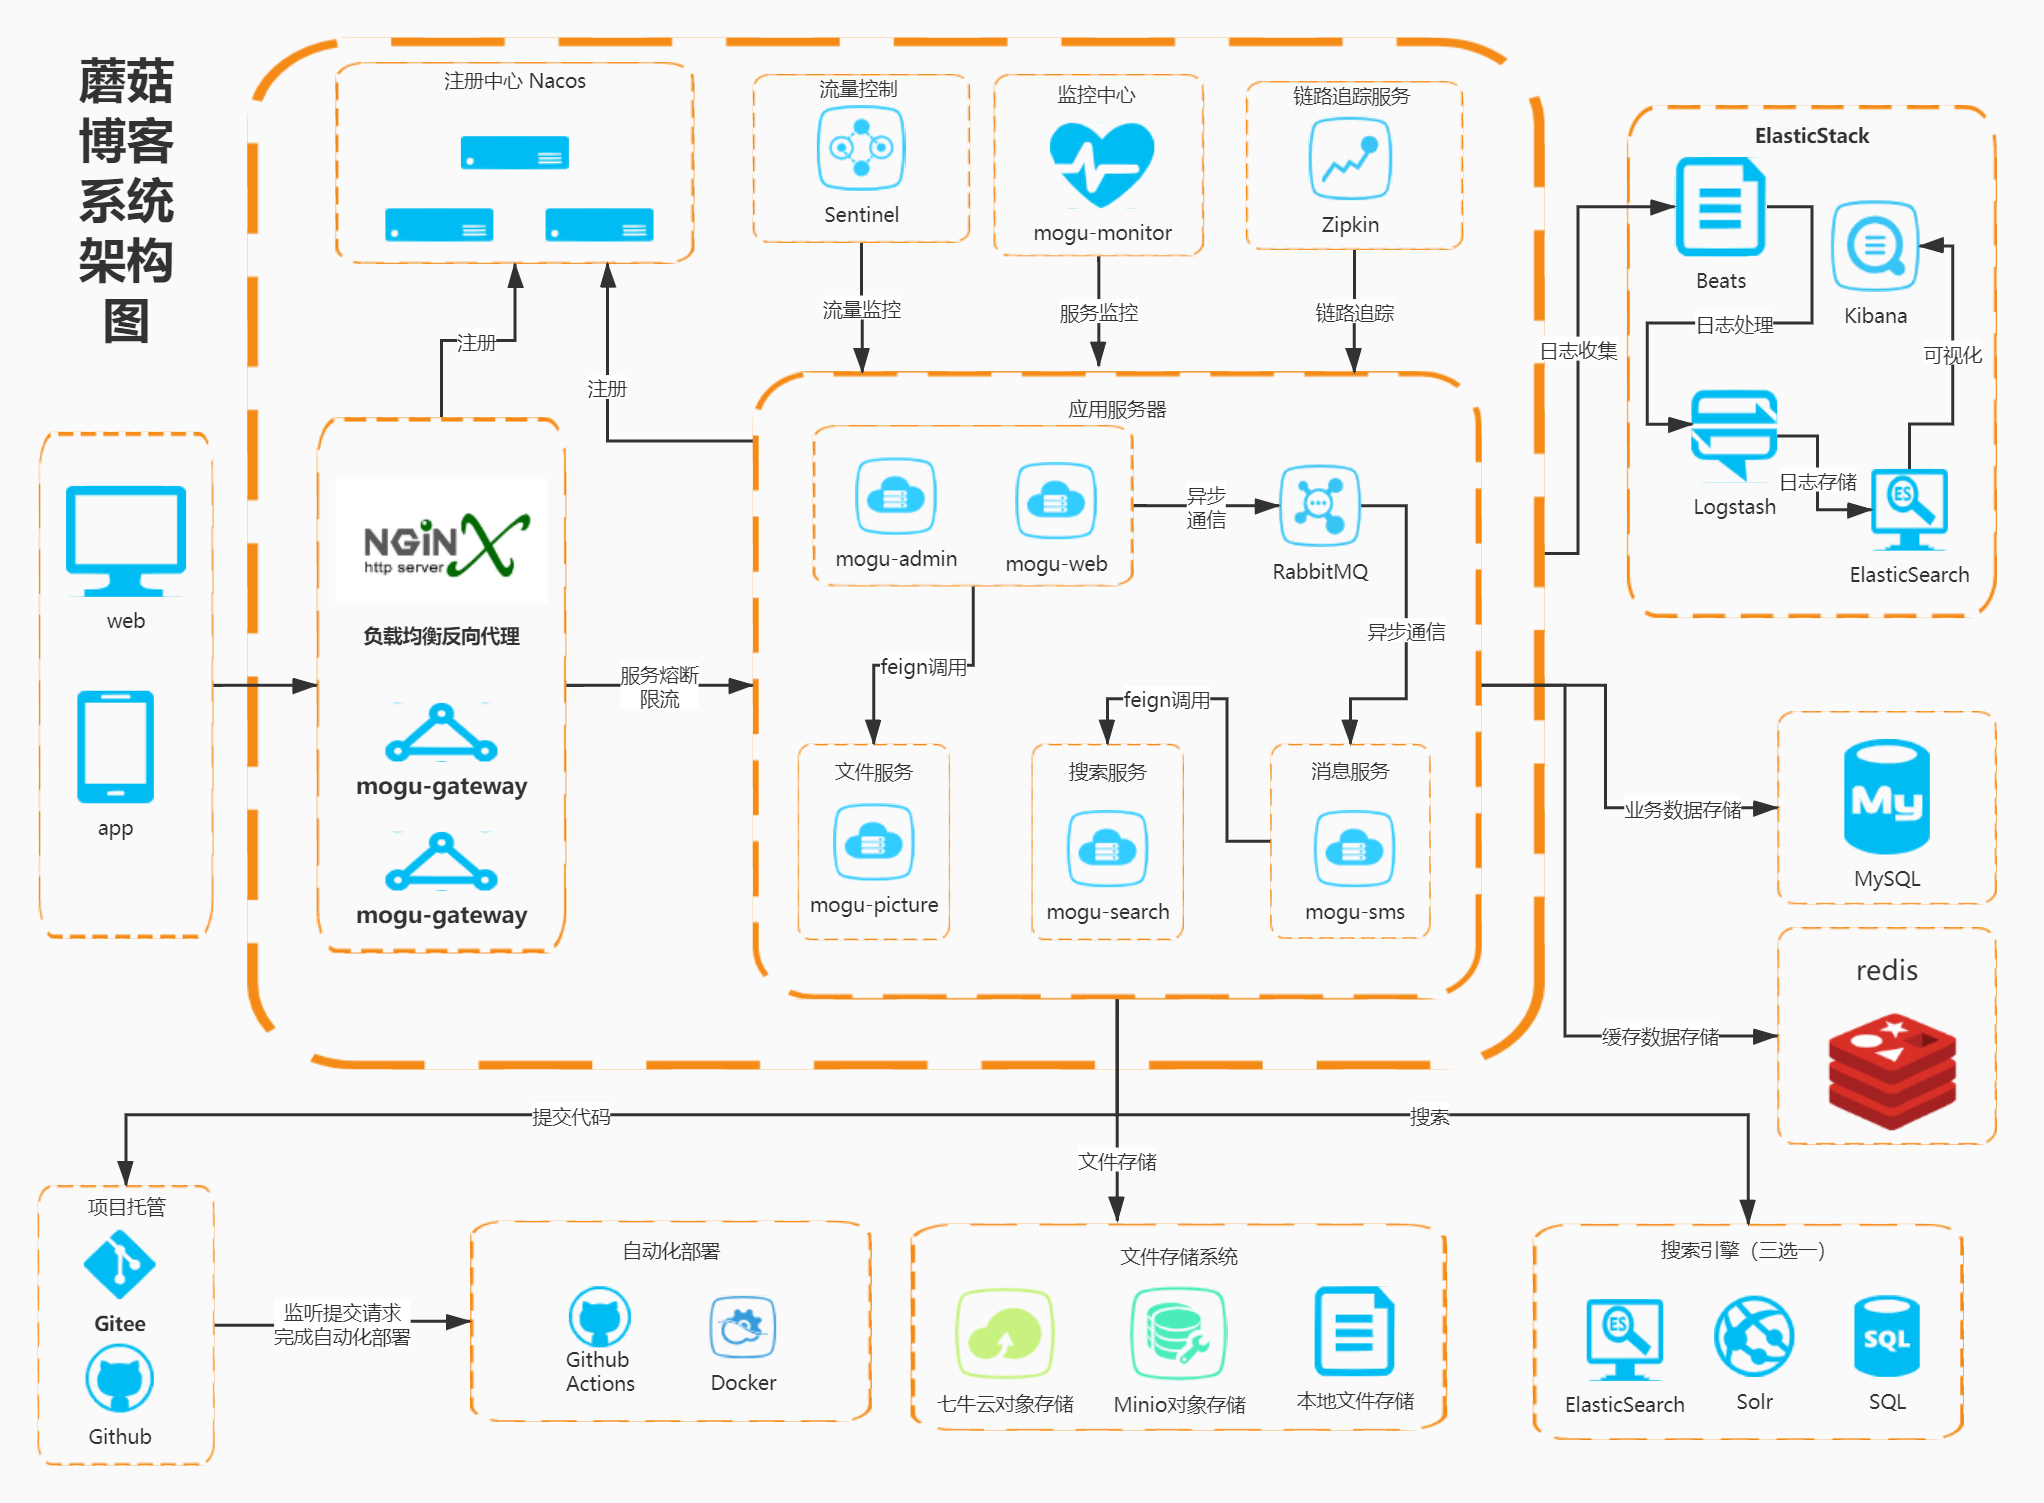 蘑菇
博客
系统
架构
图
注册中心 Nacos
流量控制
Sentinel
监控中心
mogu-monitor
链路追踪服务
Zipkin
ElasticStack
Beats
Kibana
日志处理
可视化
Logstash
日志存储
ES
ElasticSearch
日志收集
注册
注册
流量监控
服务监控
链路追踪
web
app
NGiNX
http server
负载均衡反向代理
mogu-gateway
mogu-gateway
服务熔断
限流
应用服务器
mogu-admin
mogu-web
异步
通信
RabbitMQ
异步通信
feign调用
feign调用
文件服务
mogu-picture
搜索服务
mogu-search
消息服务
mogu-sms
业务数据存储
My
MySQL
redis
缓存数据存储
提交代码
搜索
文件存储
项目托管
Gitee
Github
监听提交请求
完成自动化部署
自动化部署
Github
Actions
Docker
文件存储系统
七牛云对象存储
Minio对象存储
本地文件存储
搜索引擎（三选一）
ES
ElasticSearch
Solr
SQL
SQL